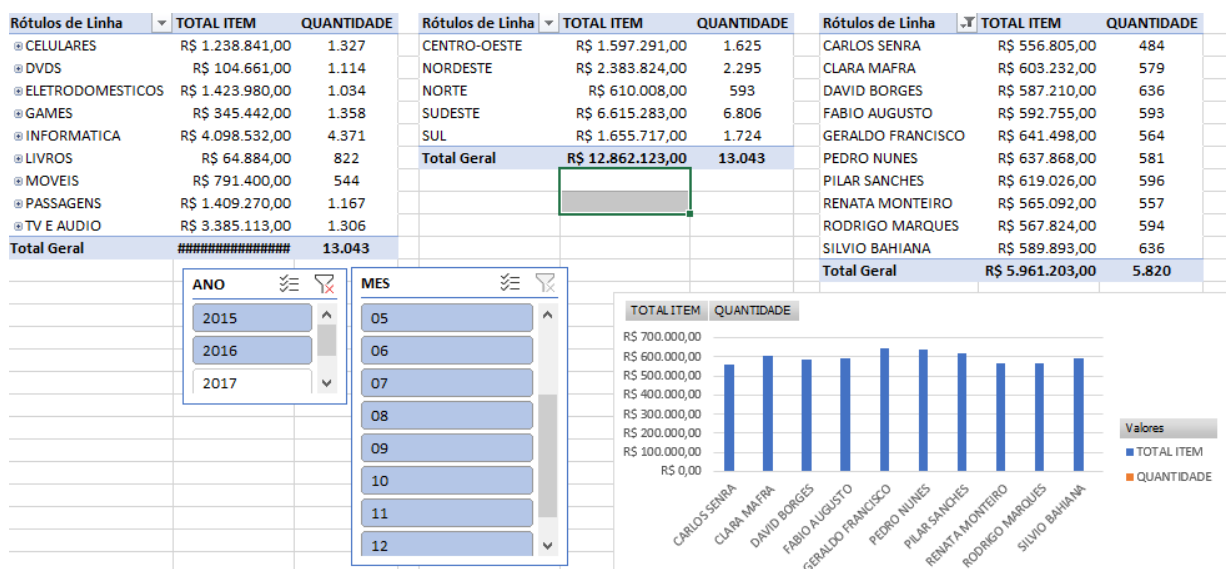 Rótulos de Linha TOTAL ITEM QUANTIDADE
CELULARES R$ 1.238.841,00 1.327
DVDS R$ 104.661,00 1.114
ELETRODOMESTICOS R$ 1.423.980,00 1.034
GAMES R$ 345.442,00 1.358
INFORMATICA R$ 4.098.532,00 4.371
LIVROS R$ 64.884,00 822
MOVEIS R$ 791.400,00 544
PASSAGENS R$ 1.409.270,00 1.167
TV E AUDIO R$ 3.385.113,00 1.306
Total Geral ############### 13.043
Rótulos de Linha TOTAL ITEM QUANTIDADE
CENTRO-OESTE R$ 1.597.291,00 1.625
NORDESTE R$ 2.383.824,00 2.295
NORTE R$ 610.008,00 593
SUDESTE R$ 6.615.283,00 6.806
SUL R$ 1.655.717,00 1.724
Total Geral R$ 12.862.123,00 13.043
Rótulos de Linha TOTAL ITEM QUANTIDADE
CARLOS SENRA R$ 556.805,00 484
CLARA MAFRA R$ 603.232,00 579
DAVID BORGES R$ 587.210,00 636
FABIO AUGUSTO R$ 592.755,00 593
GERALDO FRANCISCO R$ 641.498,00 564
PEDRO NUNES R$ 637.868,00 581
PILAR SANCHES R$ 619.026,00 596
RENATA MONTEIRO R$ 565.092,00 557
RODRIGO MARQUES R$ 567.824,00 594
SILVIO BAHIANA R$ 589.893,00 636
Total Geral R$ 5.961.203,00 5.820
ANO
2015
2016
2017
MES
05
06
07
08
09
10
11
12
TOTAL ITEM QUANTIDADE
R$ 700.000,00
R$ 600.000,00
R$ 500.000,00
R$ 400.000,00
R$ 300.000,00
R$ 200.000,00
R$ 100.000,00
R$ 0,00
CARLOS SENRA
CLARA MAFRA
DAVID BORGES
FABIO AUGUSTO
GERALDO FRANCISCO
PEDRO NUNES
PILAR SANCHES
RENATA MONTEIRO
RODRIGO MARQUES
SILVIO BAHIANA
Valores
TOTAL ITEM
QUANTIDADE